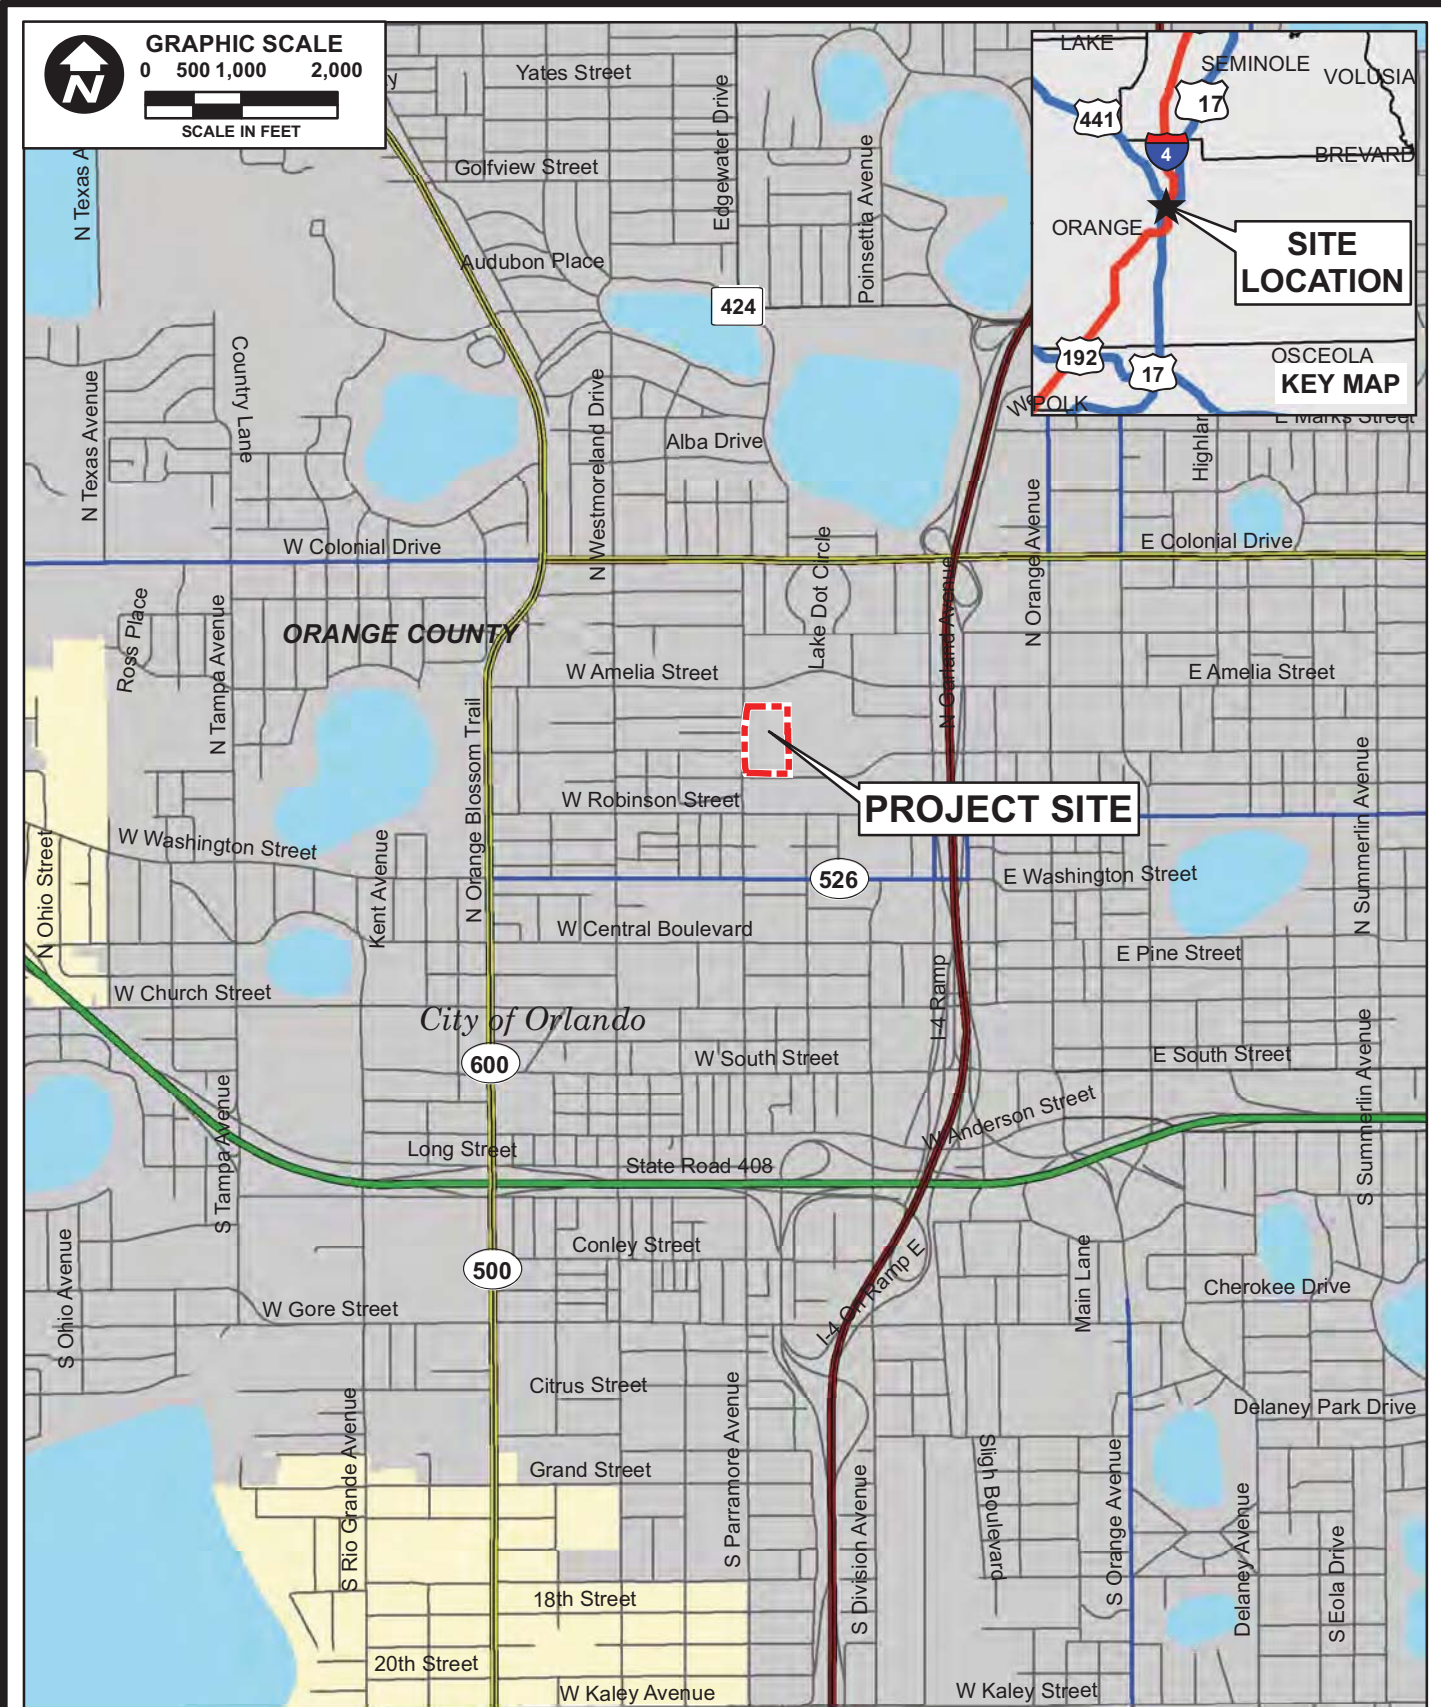 GRAPHIC SCALE
0 500 1,000 2,000
SCALE IN FEET
N
y
N Texas A
Yates Street
Golfview Street
Edgewater Drive
Poinsettia Avenue
Audubon Place
424
LAKE
SEMINOLE
VOLUSIA
441
17
4
BREVARD
ORANGE
SITE
LOCATION
192
17
OSCEOLA
KEY MAP
POLK
W
E Marks Street
Highlan
N Texas Avenue
Country Lane
N Westmoreland Drive
Alba Drive
W Colonial Drive
E Colonial Drive
Lake Dot Circle
N Orange Avenue
N Garland Avenue
Ross Place
N Tampa Avenue
ORANGE COUNTY
W Amelia Street
E Amelia Street
N Orange Blossom Trail
PROJECT SITE
W Robinson Street
N Summerlin Avenue
N Ohio Street
W Washington Street
Kent Avenue
526
E Washington Street
W Central Boulevard
E Pine Street
W Church Street
I-4 Ramp
City of Orlando
600
W South Street
E South Street
S Tampa Avenue
S Summerlin Avenue
W Anderson Street
Long Street
State Road 408
S Ohio Avenue
Conley Street
500
I-4 On Ramp E
Main Lane
Cherokee Drive
W Gore Street
Citrus Street
S Rio Grande Avenue
S Parramore Avenue
Delaney Park Drive
Grand Street
S Division Avenue
Sligh Boulevard
S Orange Avenue
Delaney Avenue
S Eola Drive
18th Street
20th Street
W Kaley Avenue
W Kaley Street